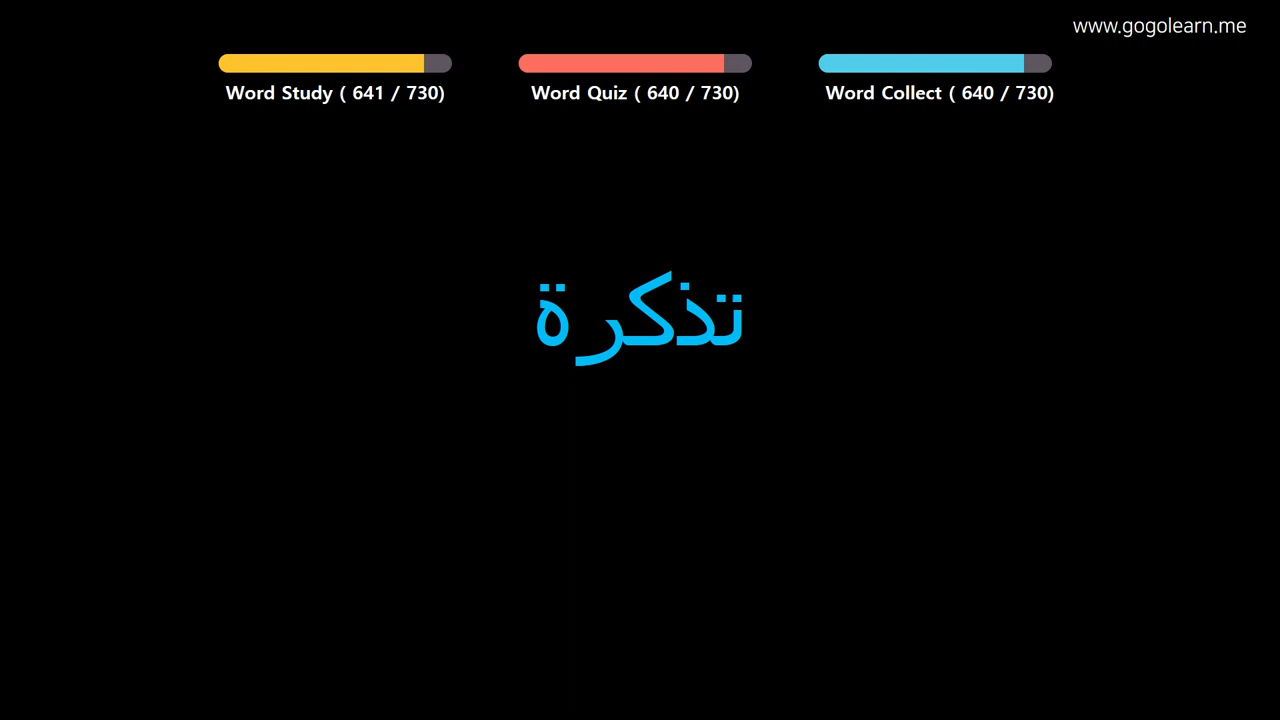 www.gogolearn.me
Word Study ( 641 / 730)
Word Quiz ( 640 / 730)
Word Collect ( 640 / 730)
تذكرة